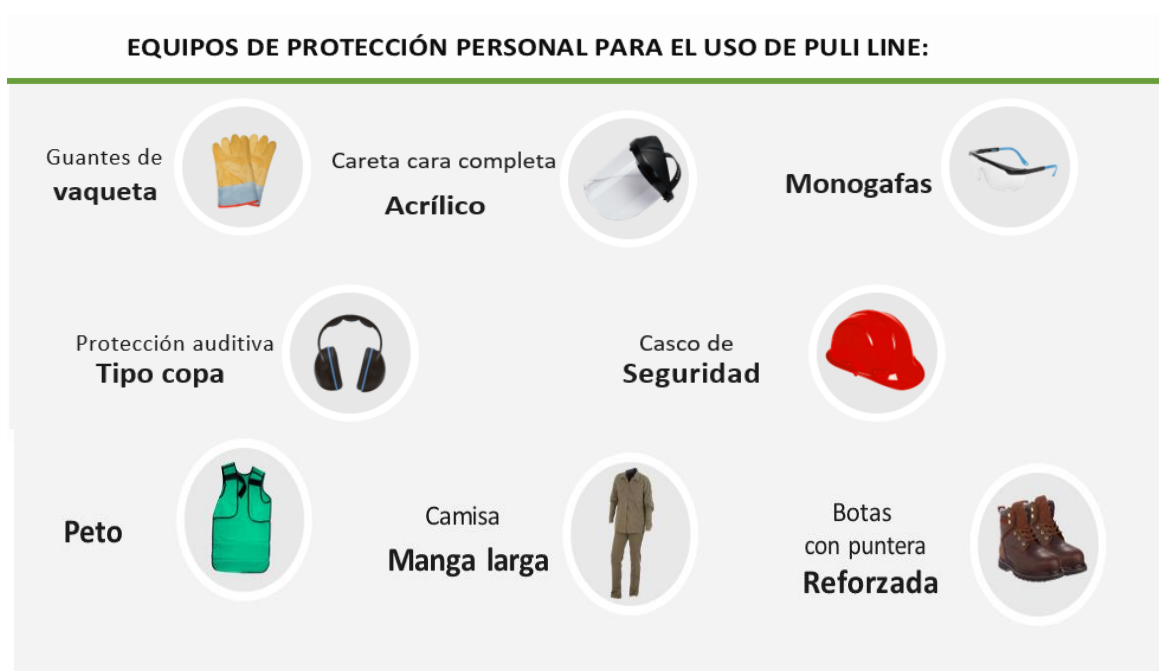 EQUIPOS DE PROTECCIÓN PERSONAL PARA EL USO DE PULI LINE:
Guantes de
vaqueta
Careta cara completa
Acrílico
Monogafas
Protección auditiva
Tipo copa
Casco de
Seguridad
Peto
Camisa
Manga larga
Botas
con puntera
Reforzada